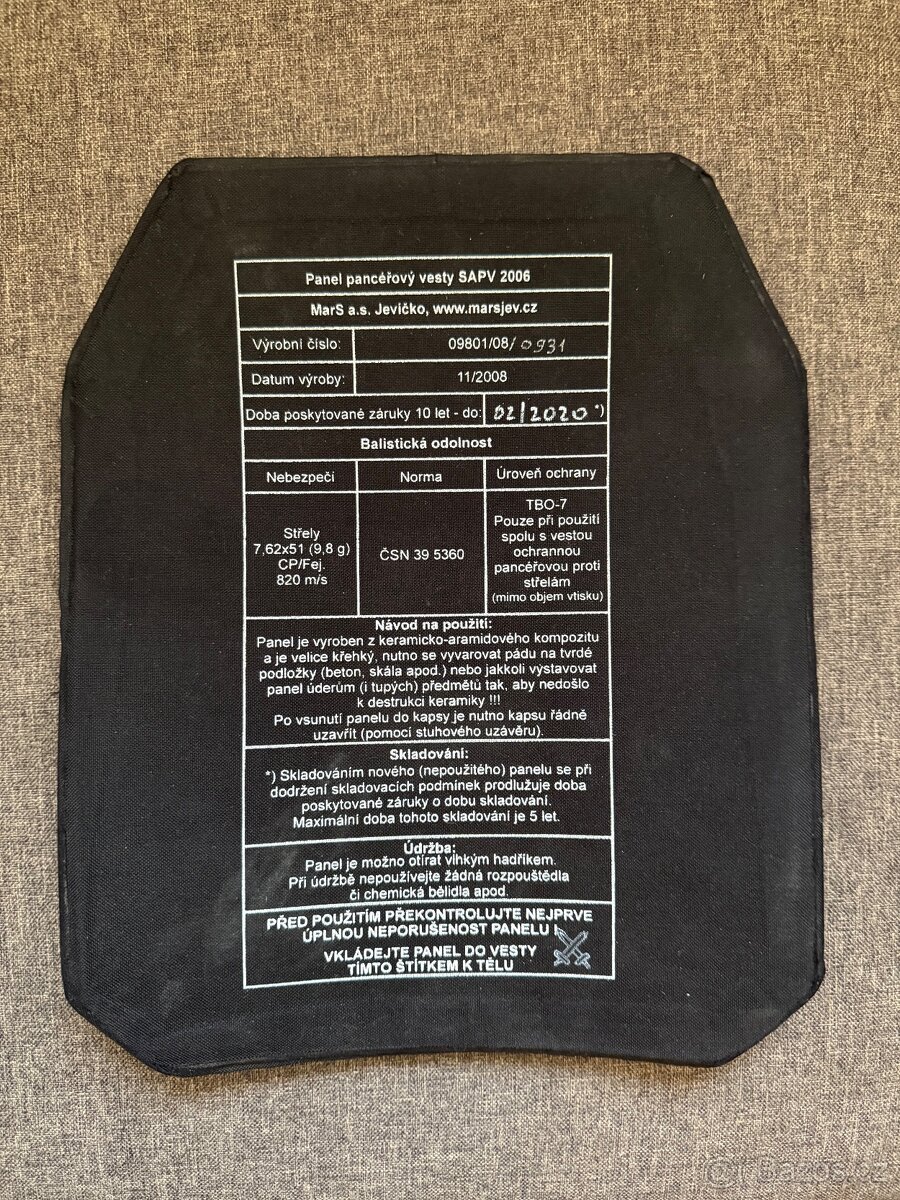 Panel pancéřový vesty SAPV 2006
MarS a.s. Jevíčko, www.marsjev.cz
Výrobní číslo: 09801/08/0931
Datum výroby: 11/2008
Doba poskytované záruky 10 let - do: 02/2020 *)
Balistická odolnost
Nebezpečí Norma Úroveň ochrany
Střely
7,62x51 (9,8 g)
CP/Fej.
820 m/s
ČSN 39 5360
TBO-7
Pouze při použití
spolu s vestou
ochrannou
pancéřovou proti
střelám
(mimo objem vtisku)
Návod na použití:
Panel je vyroben z keramicko-aramidového kompozitu
a je velice křehký, nutno se vyvarovat pádu na tvrdé
podložky (beton, skála apod.) nebo jakkoli výstavovat
panel úderům (i tupých) předmětů tak, aby nedošlo
k destrukci keramiky !!!
Po vsunutí panelu do kapsy je nutno kapsu řádně
uzavřít (pomocí stuhového uzávěru).
Skladování:
*) Skladováním nového (nepoužitého) panelu se při
dodržení skladovacích podmínek prodlužuje doba
poskytované záruky o dobu skladování.
Maximální doba tohoto skladování je 5 let.
Údržba:
Panel je možno otírat vlhkým hadříkem.
Při údržbě nepoužívejte žádná rozpouštědla
či chemická bělidla apod.
PŘED POUŽITÍM PŘEKONTROLUJTE NEJPRVE
ÚPLNOU NEPORUŠENOST PANELU !
VKLÁDEJTE PANEL DO VESTY
TÍMTO ŠTÍTKEM K TĚLU
Bazos.cz